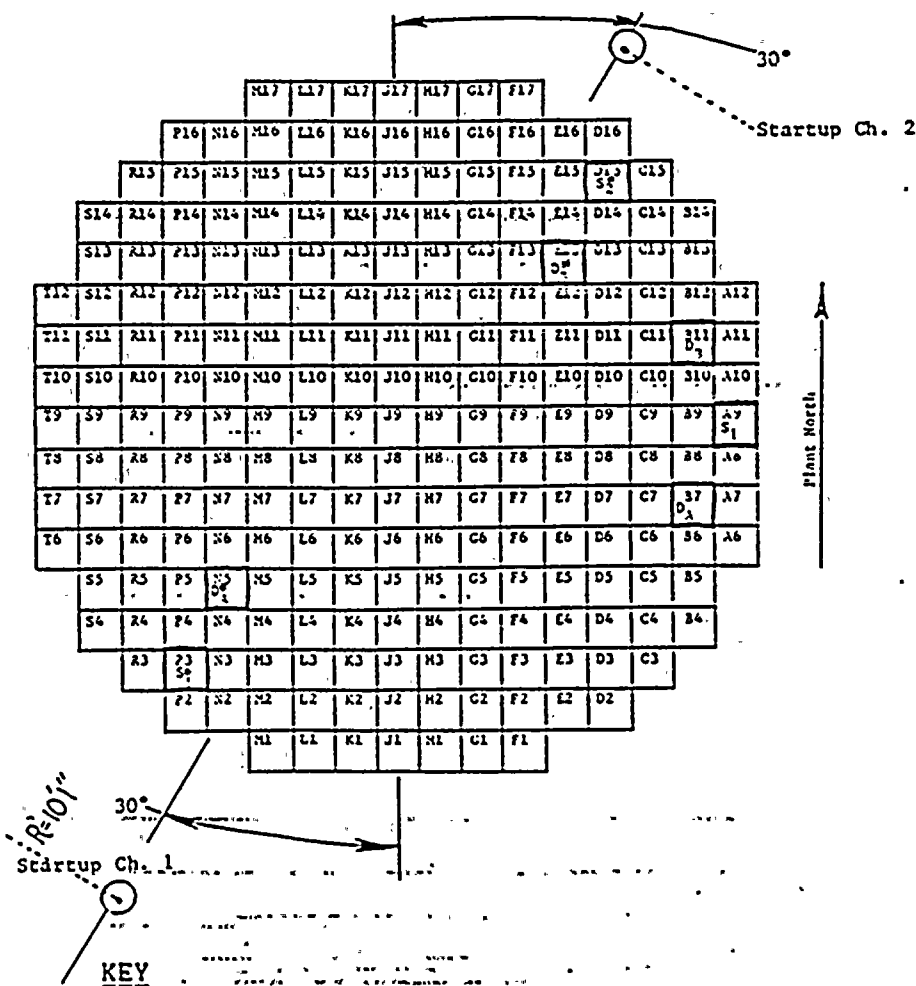 30°
Startup Ch. 2
M17 L17 K17 J17 H17 G17 F17
P16 N16 M16 L16 K16 J16 H16 G16 F16 E16 D16
R15 P15 N15 M15 L15 K15 J15 H15 G15 F15 E15 C15
S14 R14 P14 N14 M14 L14 K14 J14 H14 G14 F14 E14 D14 C14 B14
S13 R13 P13 N13 M13 L13 K13 J13 H13 G13 F13 D13 C13 B13
T12 S12 R12 P12 N12 M12 L12 K12 J12 H12 G12 F12 E12 D12 C12 B12 A12
T11 S11 R11 P11 N11 M11 L11 K11 J11 H11 G11 F11 E11 D11 C11 B11 A11
D3
T10 S10 R10 P10 N10 M10 L10 K10 J10 H10 G10 F10 E10 D10 C10 B10 A10
T9 S9 R9 P9 N9 M9 L9 K9 J9 H9 G9 F9 E9 D9 C9 B9 A9
S1
Plant North
T8 S8 R8 P8 N8 M8 L8 K8 J8 H8 G8 F8 E8 D8 C8 B8
T7 S7 R7 P7 N7 M7 L7 K7 J7 H7 G7 F7 E7 D7 C7 B7 A7
T6 S6 R6 P6 N6 M6 L6 K6 J6 H6 G6 F6 E6 D6 C6 B6 A6
S5 R5 P5 N5 M5 L5 K5 J5 H5 G5 F5 E5 D5 C5 B5
S4 R4 P4 N4 M4 L4 K4 J4 H4 G4 F4 E4 D4 C4 B4
R3 P3 N3 M3 L3 K3 J3 H3 G3 F3 E3 D3 C3
P2 N2 M2 L2 K2 J2 H2 G2 F2 E2 D2
M1 L1 K1 J1 H1 G1 F1
30°
R=10'1"
Startup Ch. 1
KEY